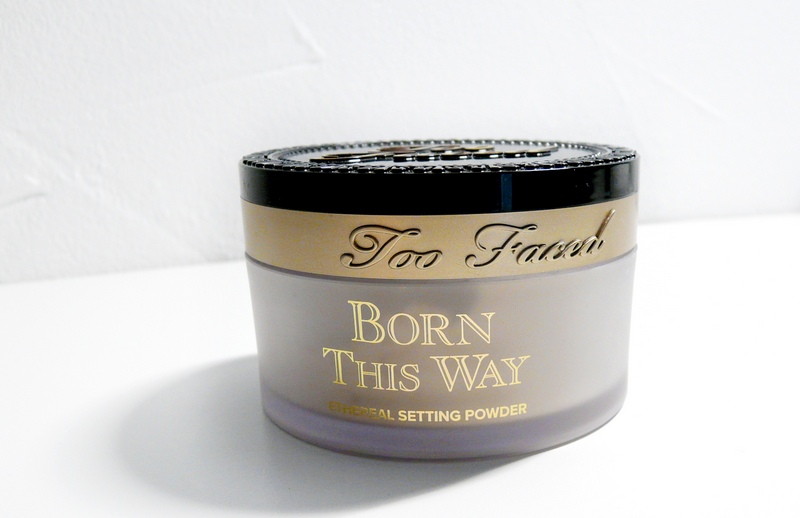 Too Faced
BORN
THIS WAY
ETHEREAL SETTING POWDER